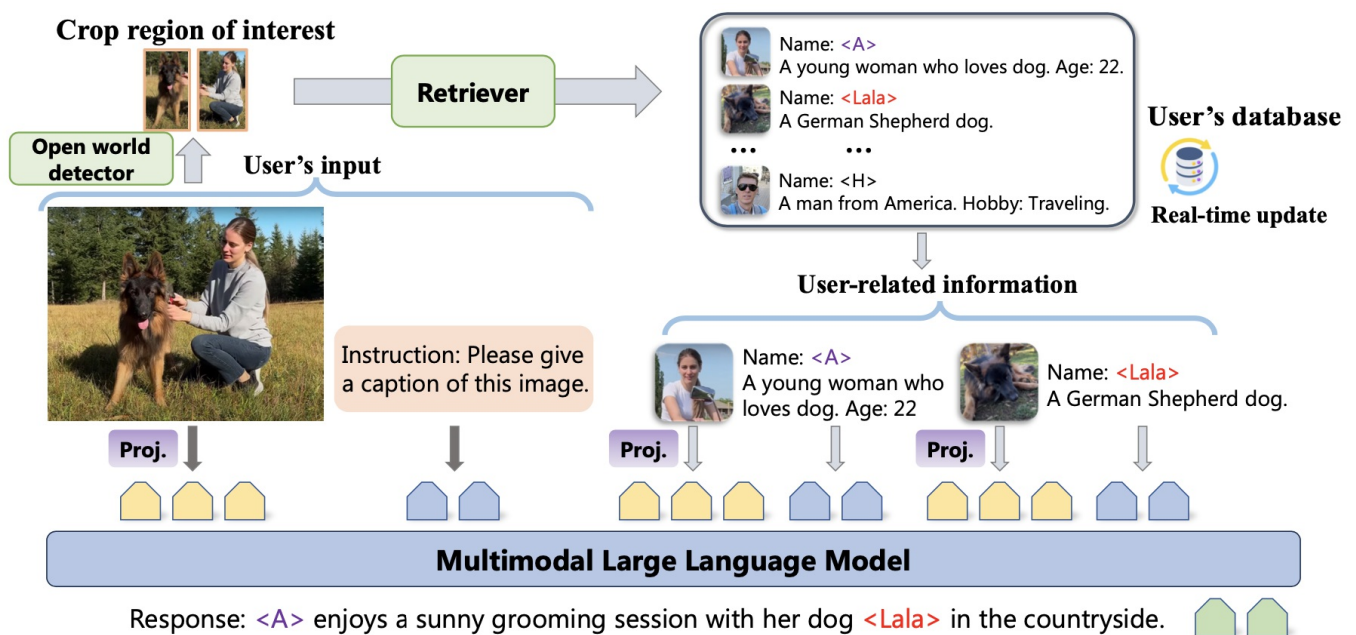 Crop region of interest
Retriever
Open world
detector
User's input
Name: <A>
A young woman who loves dog. Age: 22.
Name: <Lala>
A German Shepherd dog.
...
...
Name: <H>
A man from America. Hobby: Traveling.
User's database
Real-time update
User-related information
Instruction: Please give
a caption of this image.
Name: <A>
A young woman who
loves dog. Age: 22
Name: <Lala>
A German Shepherd dog.
Proj.
Proj.
Proj.
Multimodal Large Language Model
Response: <A> enjoys a sunny grooming session with her dog <Lala> in the countryside.